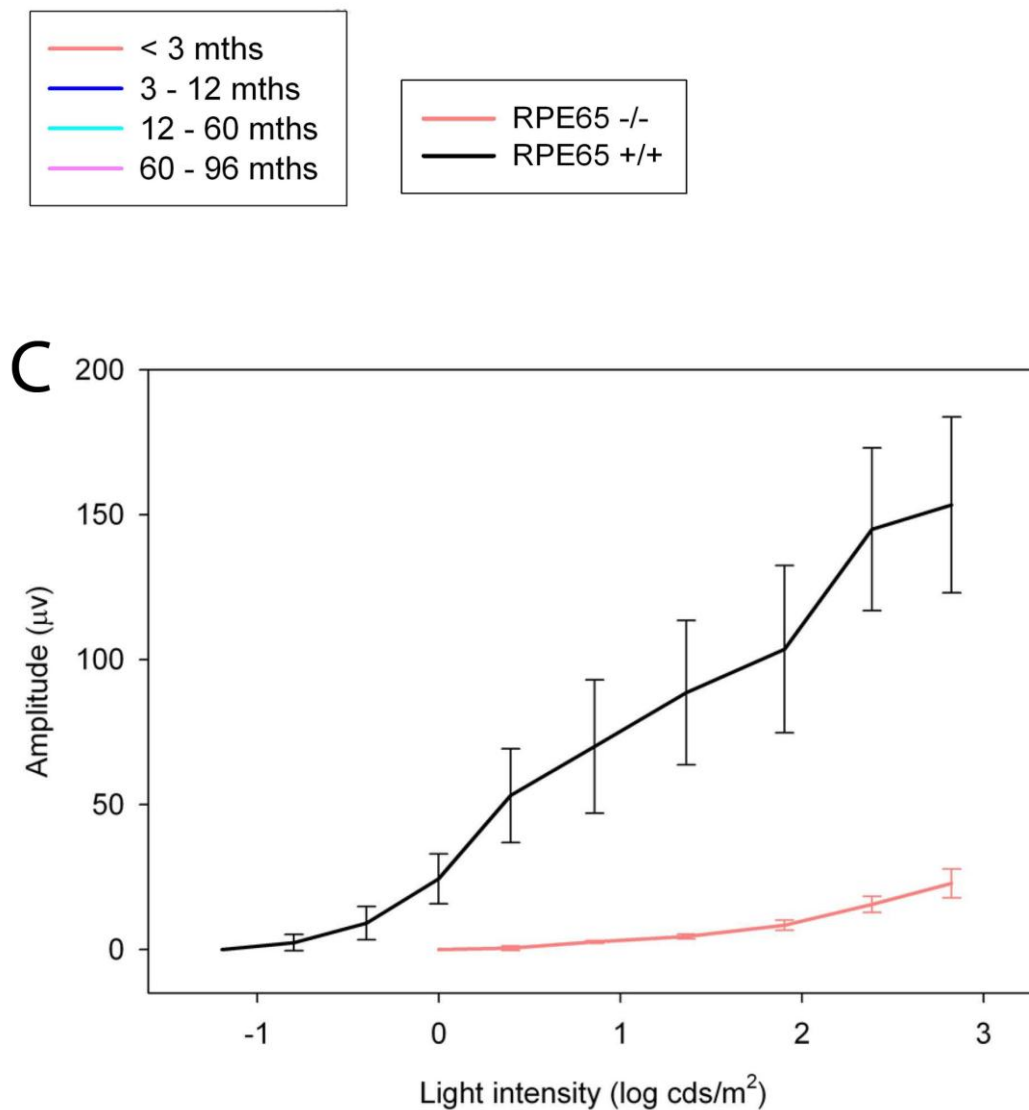 < 3 mths
3 - 12 mths
12 - 60 mths
60 - 96 mths
RPE65 -/-
RPE65 +/+
C
200
150
100
50
0
Amplitude (μv)
-1 0 1 2 3
Light intensity (log cds/m²)